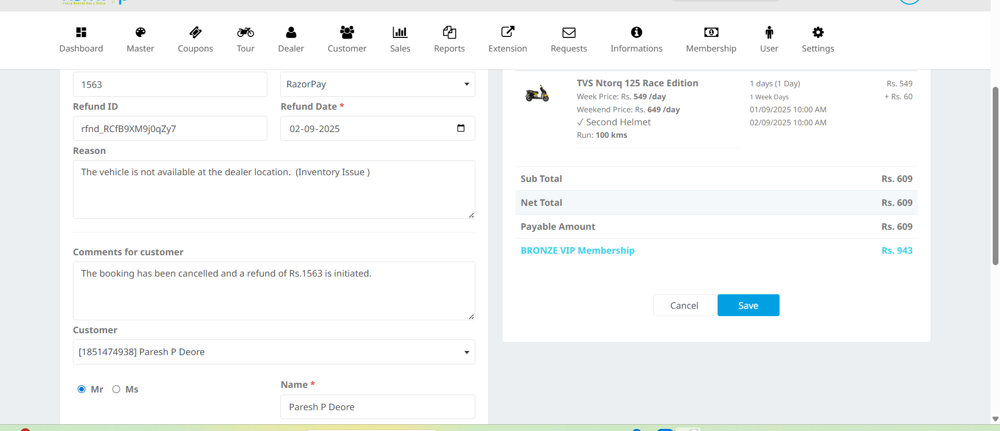 Every Rental has a Story
Dashboard
Master
Coupons
Tour
Dealer
Customer
Sales
Reports
Extension
Requests
Informations
Membership
User
Settings
1563
RazorPay
Refund ID
Refund Date *
rfnd_RCfB9XM9j0qZy7
02-09-2025
Reason
The vehicle is not available at the dealer location.  (Inventory Issue )
Comments for customer
The booking has been cancelled and a refund of Rs.1563 is initiated.
Customer
[1851474938] Paresh P Deore
Mr
Ms
Name *
Paresh P Deore
TVS Ntorq 125 Race Edition
1 days (1 Day)
Rs. 549
Week Price: Rs. 549 /day
1 Week Days
+ Rs. 60
Weekend Price: Rs. 649 /day
01/09/2025 10:00 AM
✓ Second Helmet
02/09/2025 10:00 AM
Run: 100 kms
Sub Total
Rs. 609
Net Total
Rs. 609
Payable Amount
Rs. 609
BRONZE VIP Membership
Rs. 943
Cancel
Save